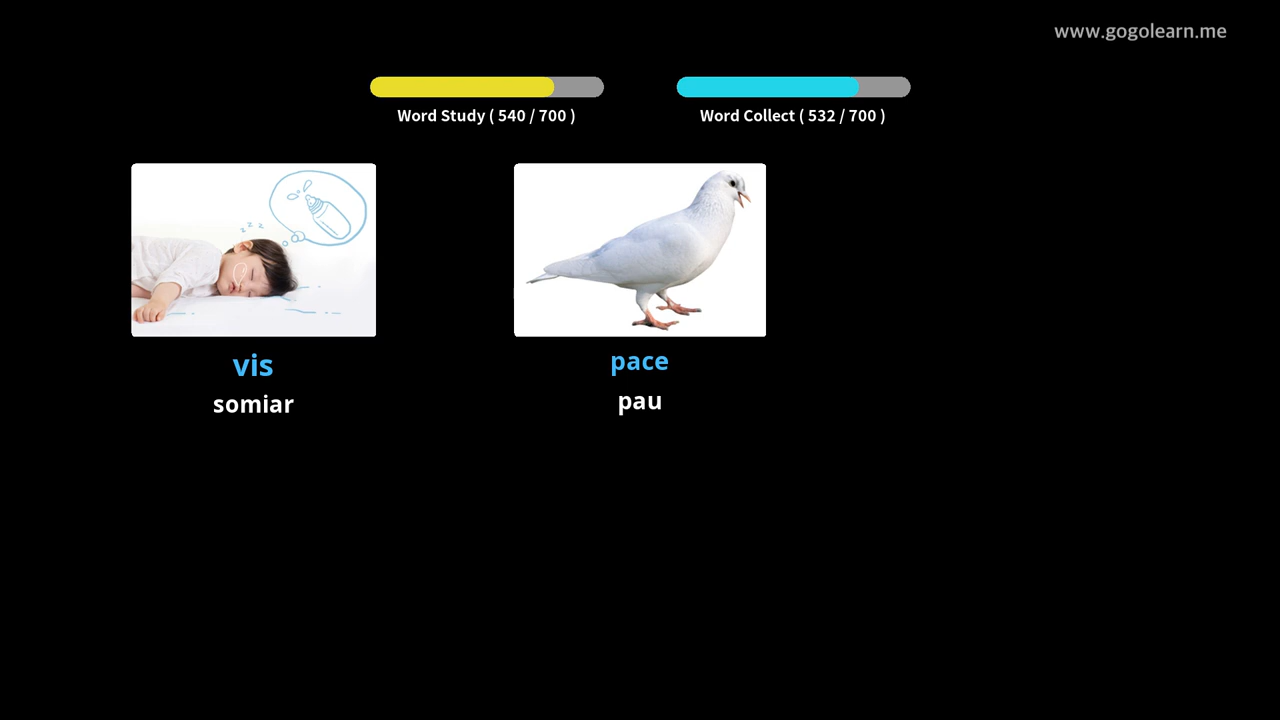 www.gogolearn.me
Word Study ( 540 / 700 )
Word Collect ( 532 / 700 )
z z z
vis
somiar
pace
pau